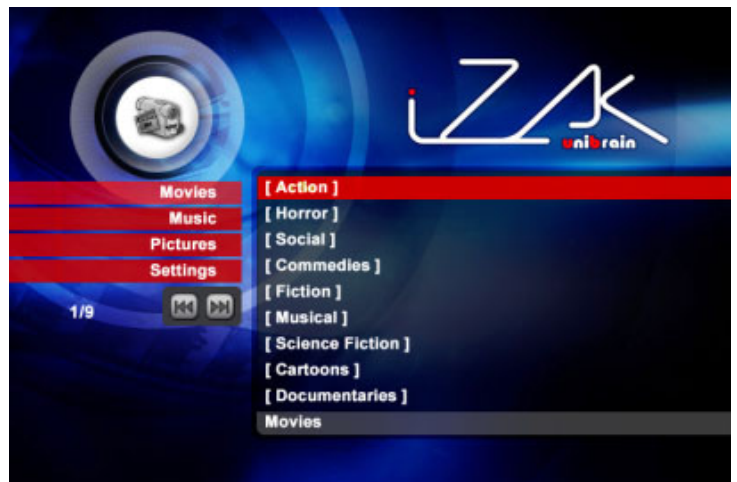 iZAK
unibrain
Movies
Music
Pictures
Settings
1/9
[ Action ]
[ Horror ]
[ Social ]
[ Commedies ]
[ Fiction ]
[ Musical ]
[ Science Fiction ]
[ Cartoons ]
[ Documentaries ]
Movies